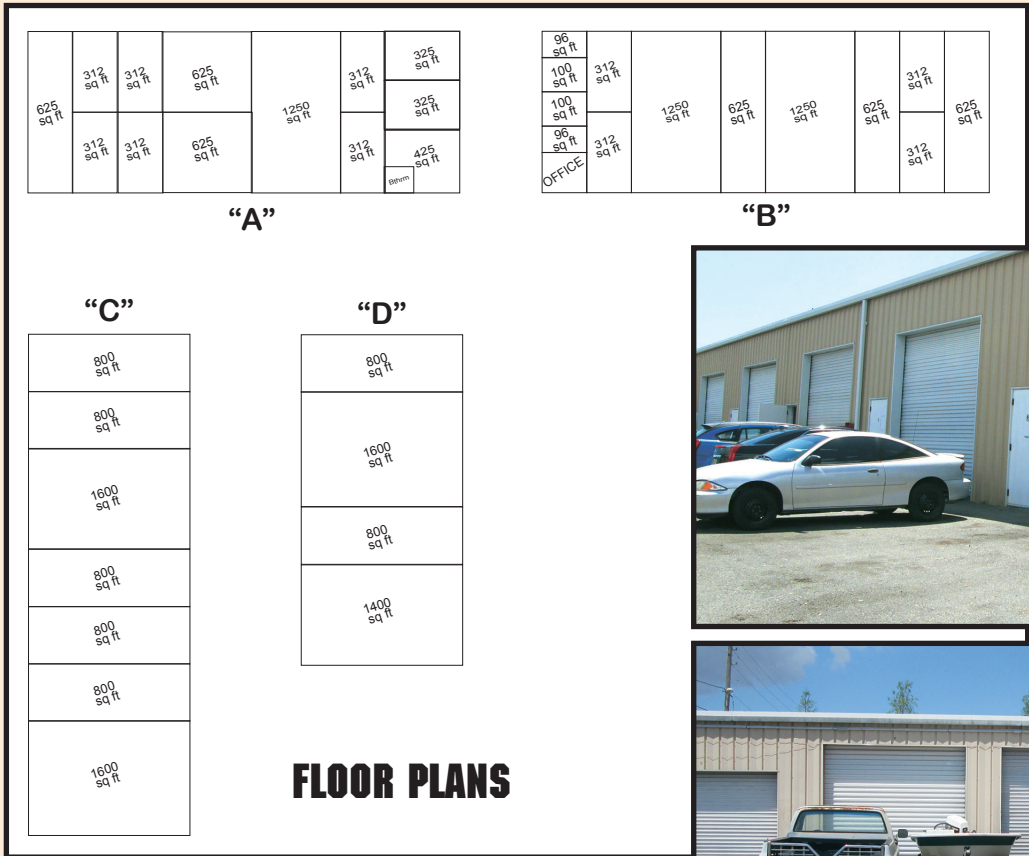 625
sq ft
312
sq ft
312
sq ft
625
sq ft
1250
sq ft
312
sq ft
325
sq ft
325
sq ft
312
sq ft
312
sq ft
625
sq ft
312
sq ft
425
sq ft
Bthrm
"A"
96
sq ft
100
sq ft
100
sq ft
96
sq ft
OFFICE
312
sq ft
312
sq ft
1250
sq ft
625
sq ft
1250
sq ft
625
sq ft
312
sq ft
312
sq ft
625
sq ft
"B"
"C"
800
sq ft
800
sq ft
1600
sq ft
800
sq ft
800
sq ft
800
sq ft
1600
sq ft
"D"
800
sq ft
1600
sq ft
800
sq ft
1400
sq ft
FLOOR PLANS